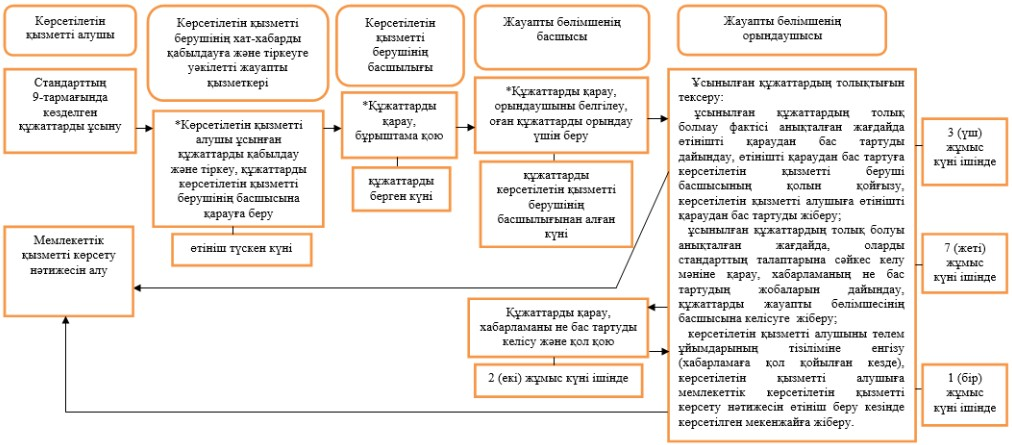 Көрсетілетін
қызметті алушы
Көрсетілетін қызметті
берушінің хат-хабарды
қабылдауға және тіркеуге
уәкілетті жауапты
қызметкері
Көрсетілетін
қызметті
берушінің
басшылығы
Жауапты бөлімшенің
басшысы
Жауапты бөлімшенің
орындаушысы
Стандарттың
9-тармағында
көзделген
құжаттарды ұсыну
*Көрсетілетін қызметті
алушы ұсынған
құжаттарды қабылдау
және тіркеу, құжаттарды
көрсетілетін қызметті
берушінің басшысына
қарауға беру
өтініш түскен күні
*Құжаттарды
қарау,
бұрыштама қою
құжаттарды
берген күні
*Құжаттарды қарау,
орындаушыны белгілеу,
оған құжаттарды орындау
үшін беру
құжаттарды
көрсетілетін қызметті
берушінің
басшылығынан алған
күні
Ұсынылған құжаттардың толықтығын
тексеру:
ұсынылған құжаттардың толық
болмау фактісі анықталған жағдайда
өтінішті қараудан бас тартуды
дайындау, өтінішті қараудан бас тартуға
көрсетілетін қызметті беруші
басшысының қолын қойғызу,
көрсетілетін қызметті алушыға өтінішті
қараудан бас тартуды жіберу;
ұсынылған құжаттардың толық болуы
анықталған жағдайда, оларды
стандарттың талаптарына сәйкес келу
мәніне қарау, хабарламаның не бас
тартудың жобаларын дайындау,
құжаттарды жауапты бөлімшесінің
басшысына келісуге жіберу;
көрсетілетін қызметті алушыны төлем
ұйымдарының тізіліміне енгізу
(хабарламаға қол қойылған кезде),
көрсетілетін қызметті алушыға
мемлекеттік көрсетілетін қызметті
көрсету нәтижесін өтініш беру кезінде
көрсетілген мекенжайға жіберу.
3 (үш)
жұмыс
күні ішінде
7 (жеті)
жұмыс
күні ішінде
1 (бір)
жұмыс
күні ішінде
Мемлекеттік
қызметті көрсету
нәтижесін алу
Құжаттарды қарау,
хабарламаны не бас тартуды
келісу және қол қою
2 (екі) жұмыс күні ішінде